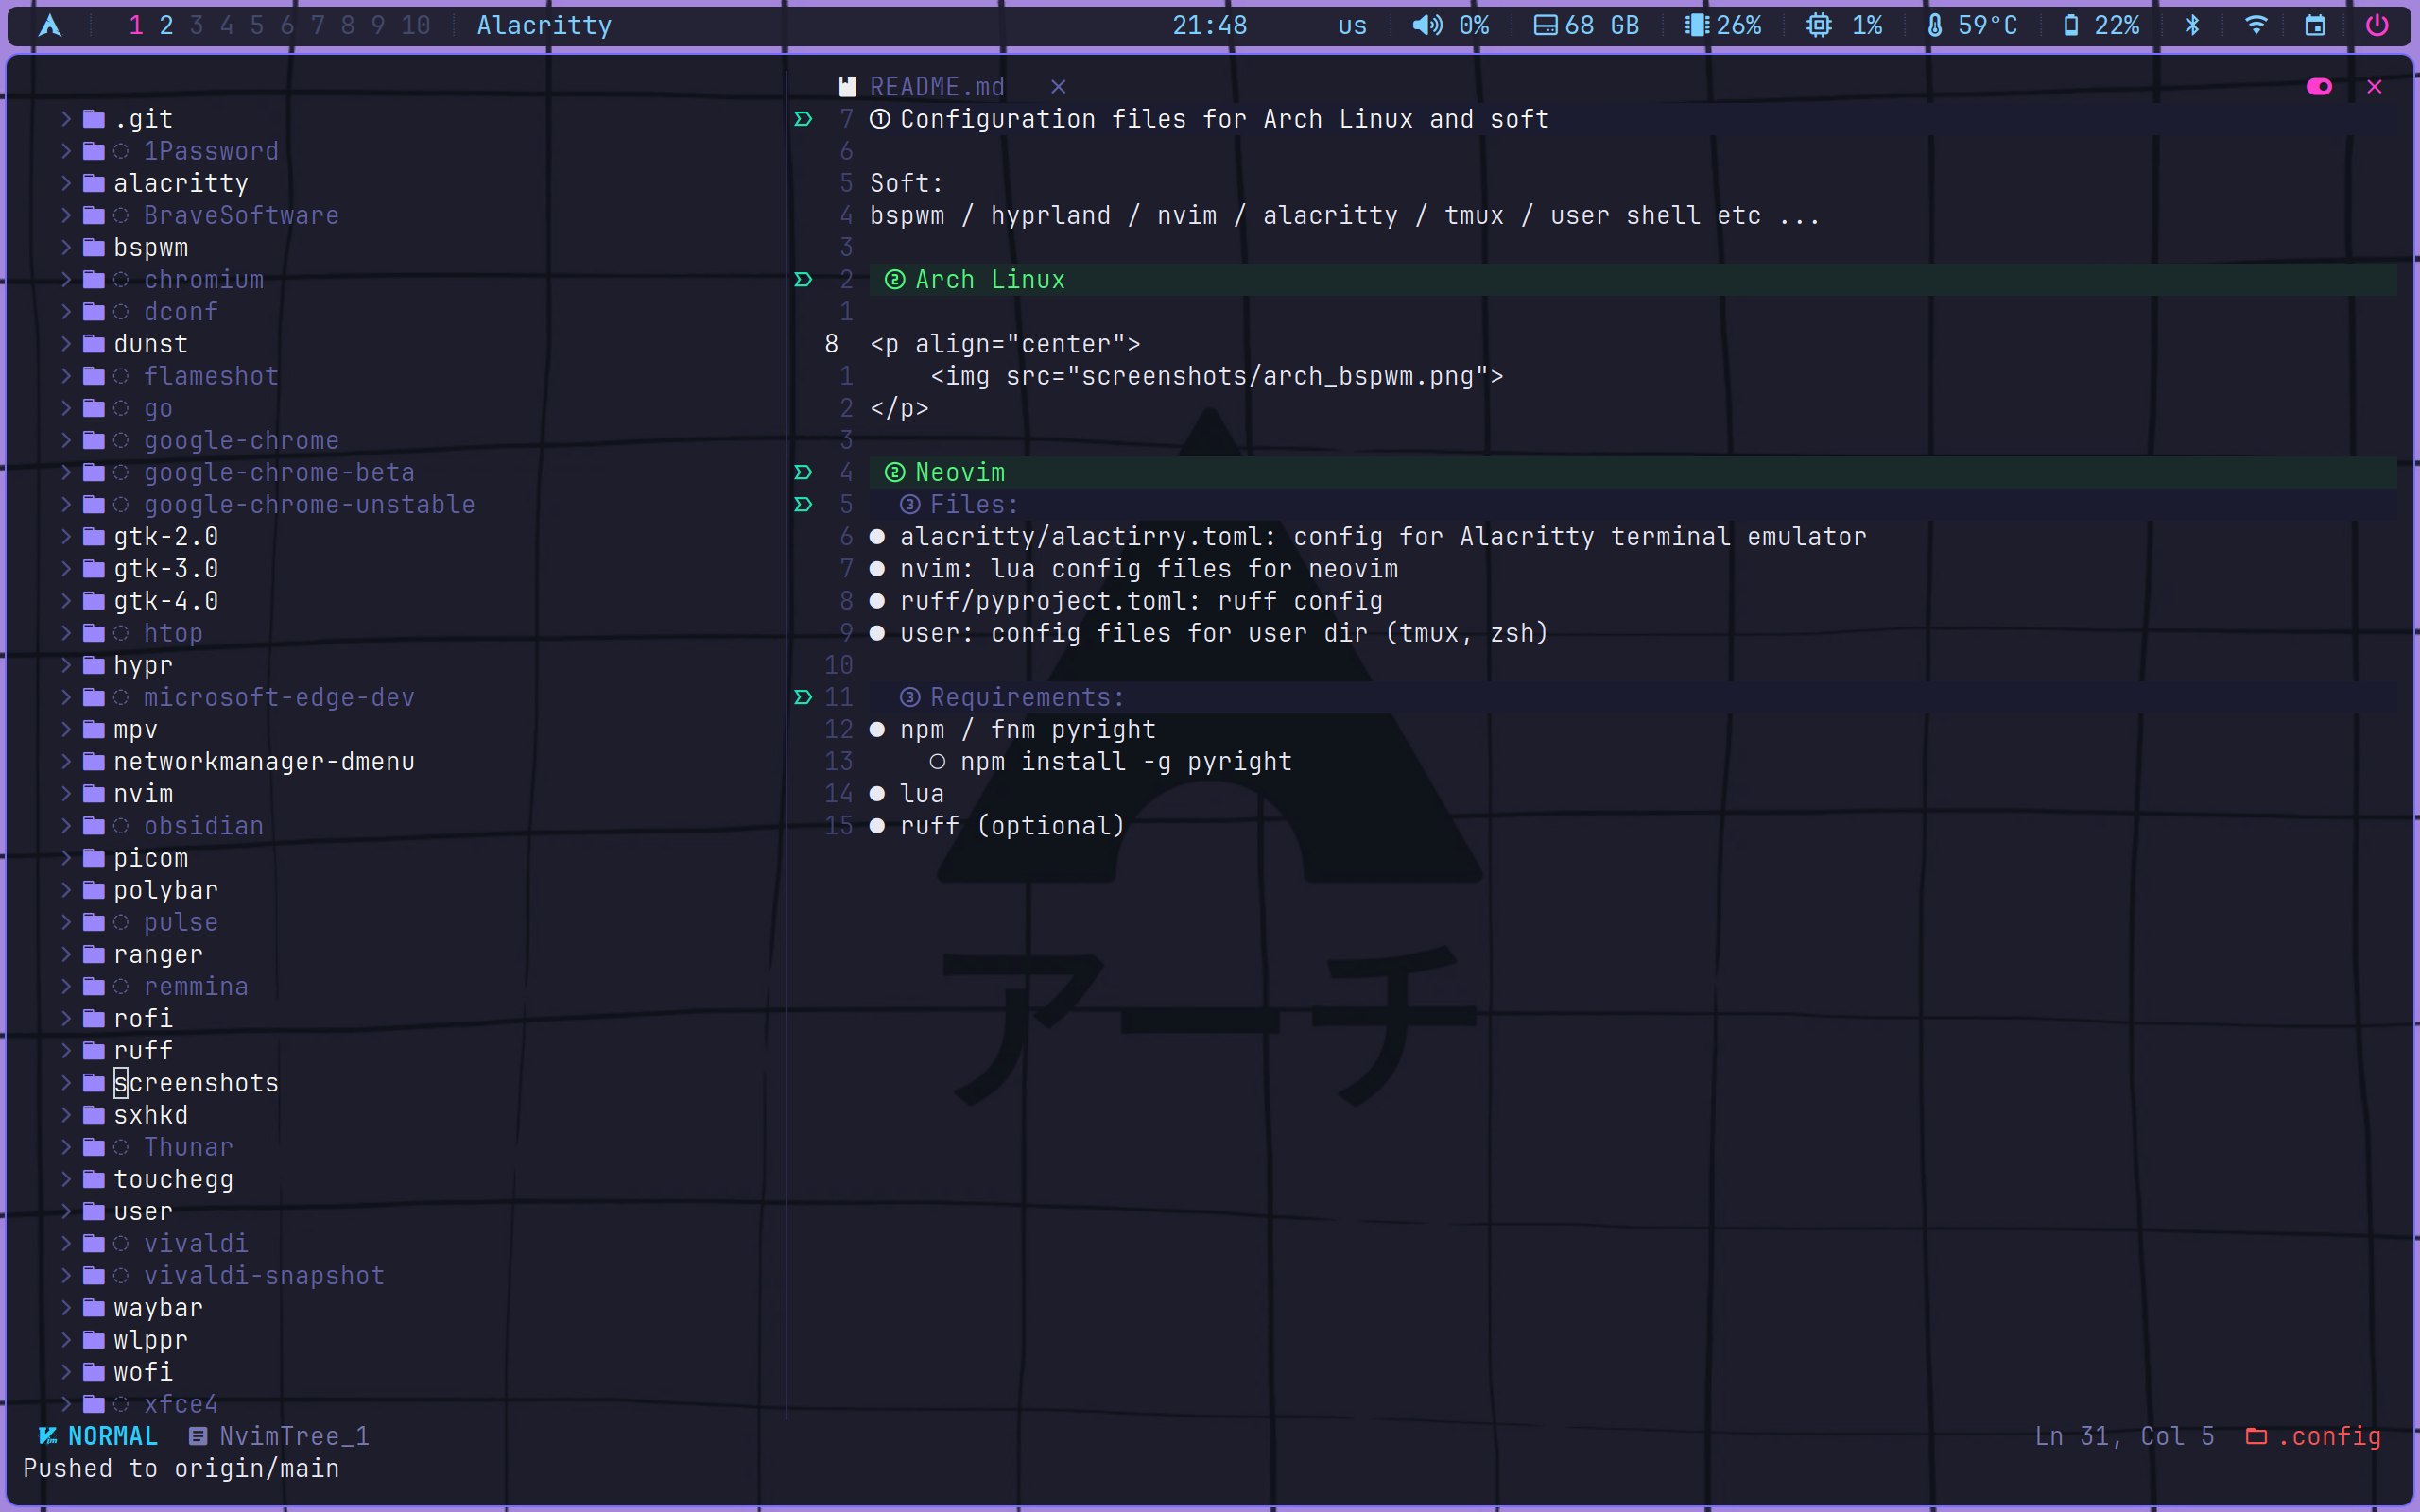 1 2 3 4 5 6 7 8 9 10 Alacritty 21:48 us 0% 68 GB 26% 1% 59°C 22%
.git
1Password
alacritty
BraveSoftware
bspwm
chromium
dconf
dunst
flameshot
go
google-chrome
google-chrome-beta
google-chrome-unstable
gtk-2.0
gtk-3.0
gtk-4.0
htop
hypr
microsoft-edge-dev
mpv
networkmanager-dmenu
nvim
obsidian
picom
polybar
pulse
ranger
remmina
rofi
ruff
screenshots
sxhkd
Thunar
touchegg
user
vivaldi
vivaldi-snapshot
waybar
wlppr
wofi
xfce4
README.md
7 ① Configuration files for Arch Linux and soft
6
5 Soft:
4 bspwm / hyprland / nvim / alacritty / tmux / user shell etc ...
3
2 ② Arch Linux
1
8 <p align="center">
1 <img src="screenshots/arch_bspwm.png">
2 </p>
3
4 ② Neovim
5 ③ Files:
6 ● alacritty/alactirry.toml: config for Alacritty terminal emulator
7 ● nvim: lua config files for neovim
8 ● ruff/pyproject.toml: ruff config
9 ● user: config files for user dir (tmux, zsh)
10
11 ③ Requirements:
12 ● npm / fnm pyright
13 ○ npm install -g pyright
14 ● lua
15 ● ruff (optional)
アーチ
NORMAL NvimTree_1 Ln 31, Col 5 .config
Pushed to origin/main